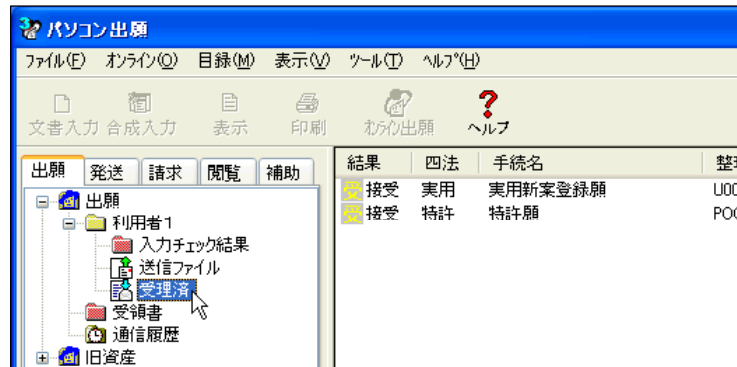 パソコン出願
ファイル(F) オンライン(O) 目録(M) 表示(V) ツール(T) ヘルプ(H)
文書入力 合成入力 表示 印刷 オンライン出願 ヘルプ
出願 発送 請求 閲覧 補助
結果 四法 手続名
受 接受 実用 実用新案登録願
受 接受 特許 特許願
出願
利用者1
入力チェック結果
送信ファイル
受理済
受領書
通信履歴
旧資産